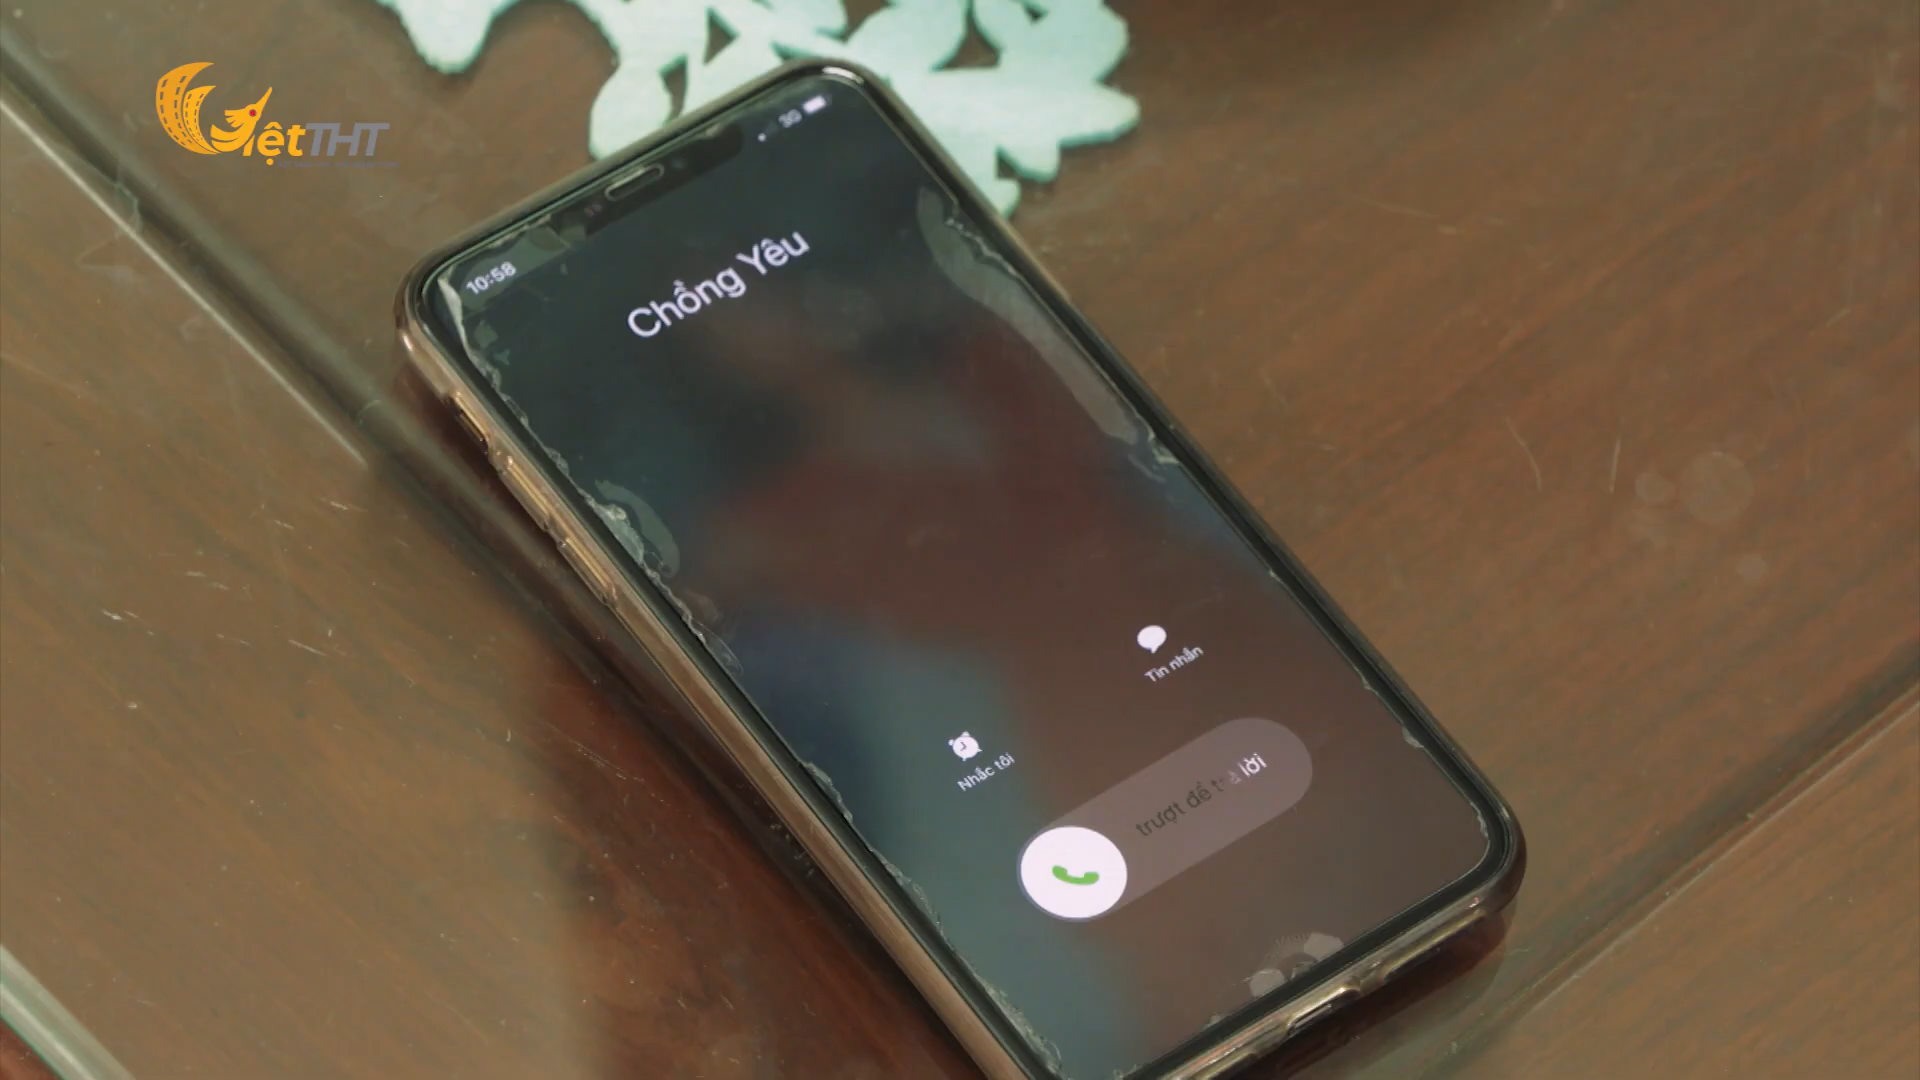 ViệtTHT
3G
10:58
Chồng Yêu
Tin nhắn
Nhắc tôi
trượt để trả lời